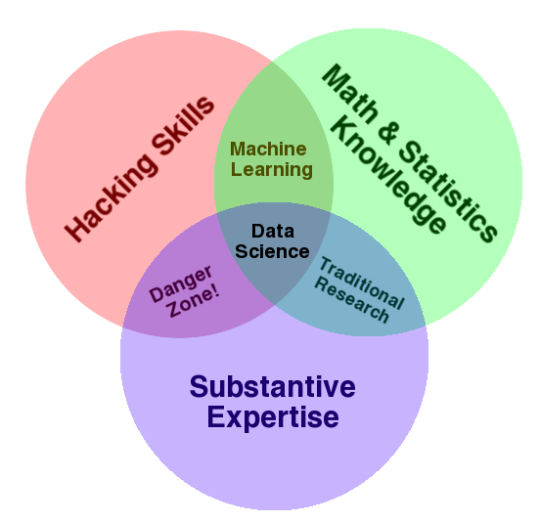 Hacking Skills
Math & Statistics
Knowledge
Machine
Learning
Data
Science
Danger
Zone!
Traditional
Research
Substantive
Expertise